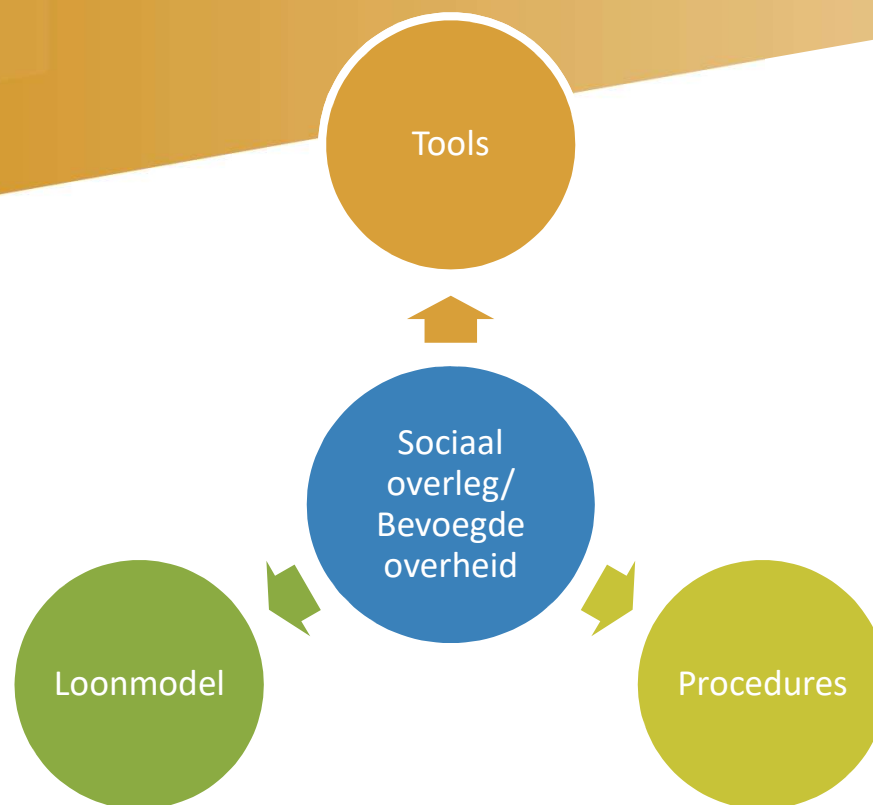 Tools
Sociaal
overleg/
Bevoegde
overheid
Loonmodel
Procedures